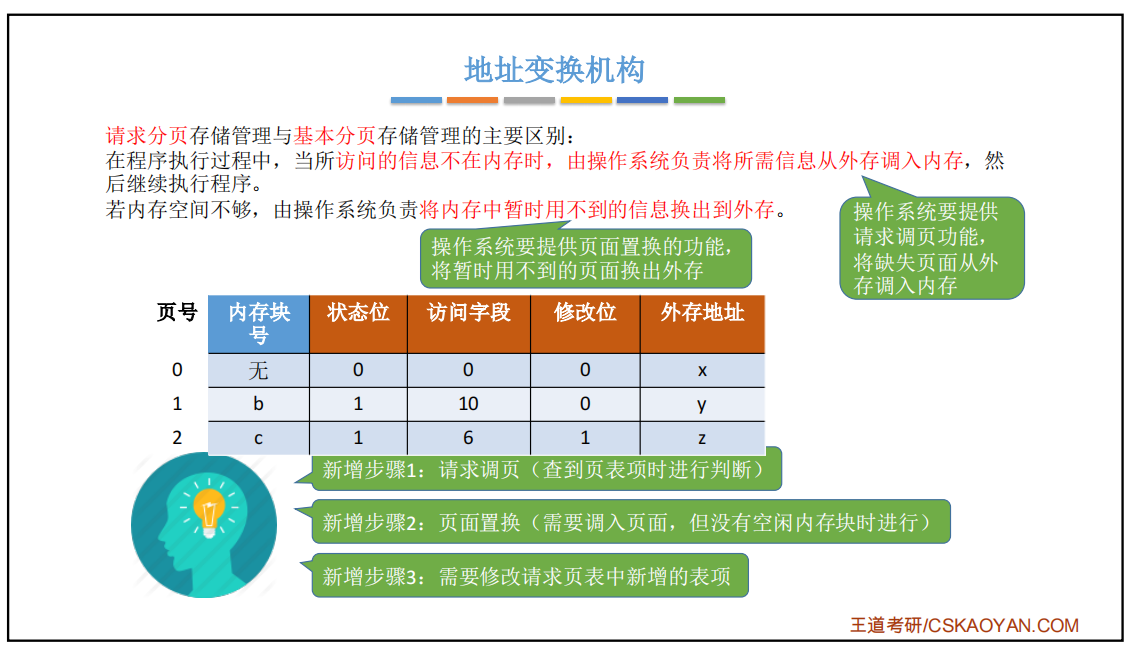 地址变换机构
请求分页存储管理与基本分页存储管理的主要区别：
在程序执行过程中，当所访问的信息不在内存时，由操作系统负责将所需信息从外存调入内存，然
后继续执行程序。
若内存空间不够，由操作系统负责将内存中暂时用不到的信息换出到外存。
操作系统要提供
请求调页功能，
将缺失页面从外
存调入内存
操作系统要提供页面置换的功能，
将暂时用不到的页面换出外存
页号 内存块号 状态位 访问字段 修改位 外存地址
0 无 0 0 0 x
1 b 1 10 0 y
2 c 1 6 1 z
新增步骤1：请求调页（查到页表项时进行判断）
新增步骤2：页面置换（需要调入页面，但没有空闲内存块时进行）
新增步骤3：需要修改请求页表中新增的表项
王道考研/CSKAOYAN.COM